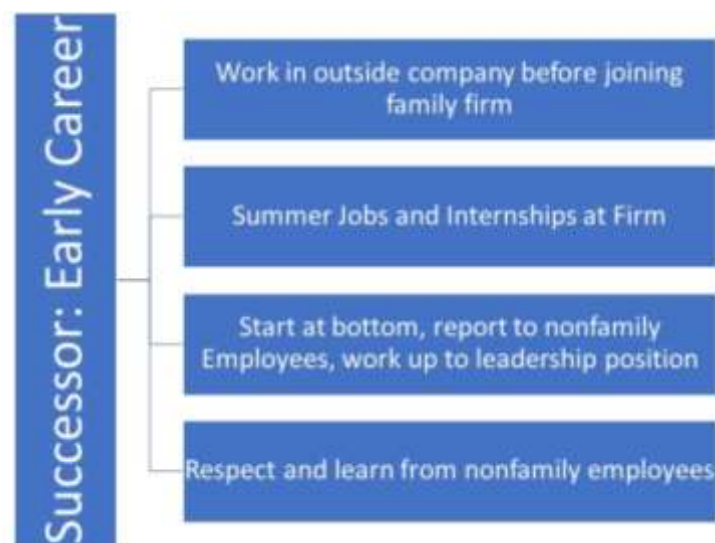 Successor: Early Career
Work in outside company before joining
family firm
Summer Jobs and Internships at Firm
Start at bottom, report to nonfamily
Employees, work up to leadership position
Respect and learn from nonfamily employees